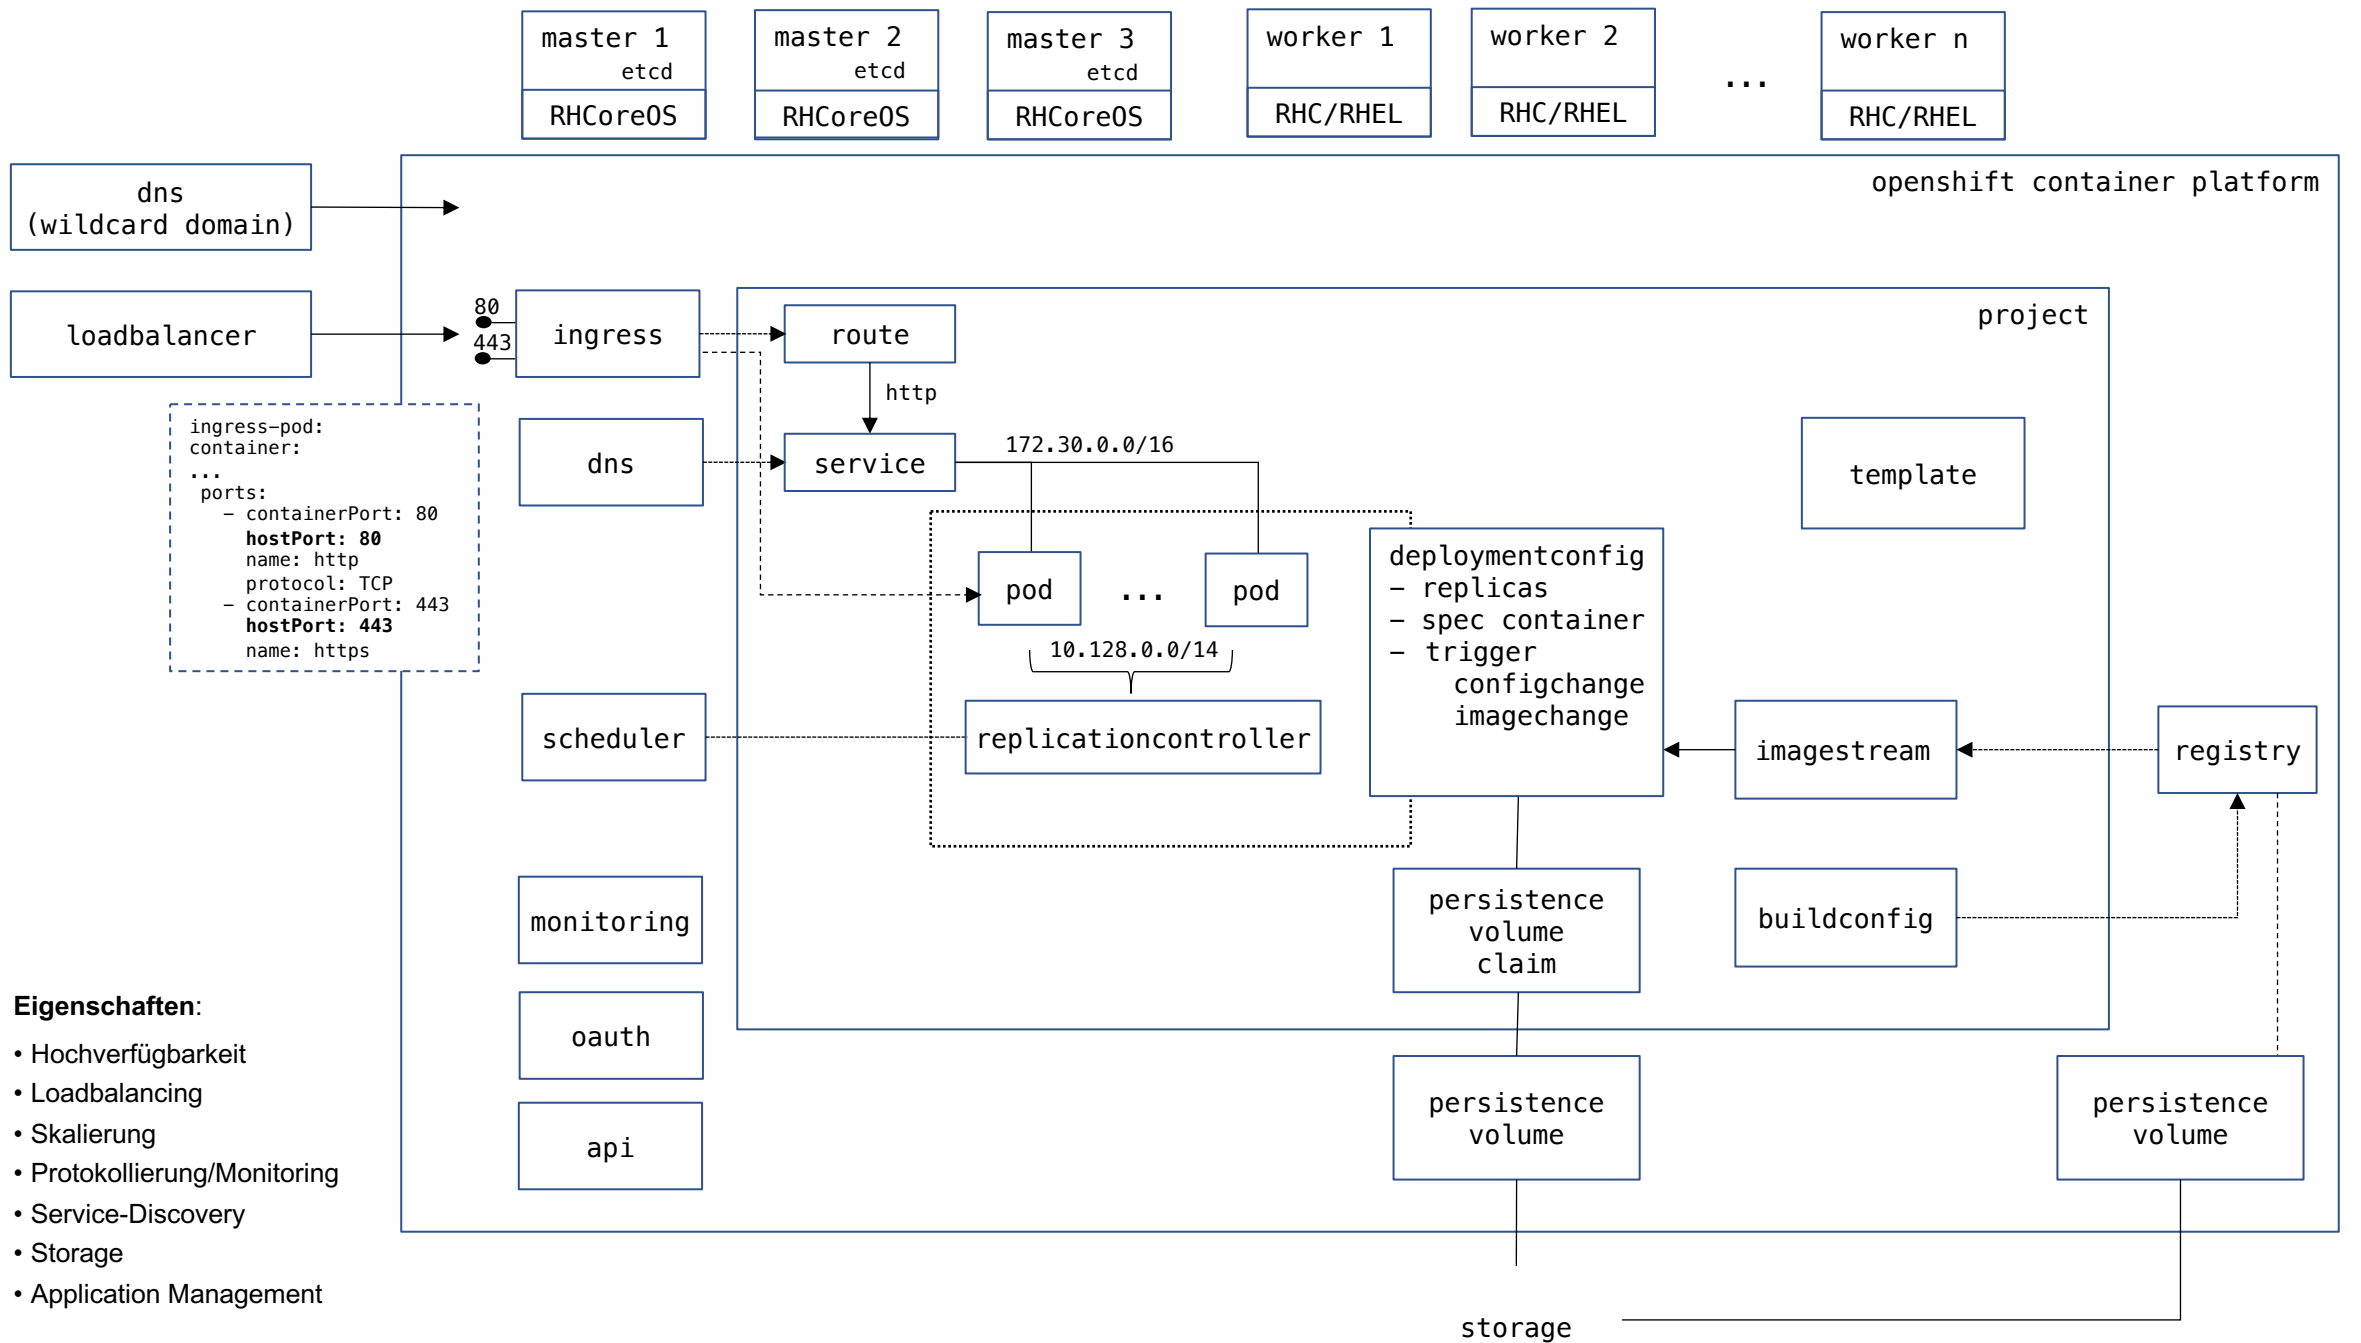 master 1
etcd
RHCoreOS
master 2
etcd
RHCoreOS
master 3
etcd
RHCoreOS
worker 1
RHC/RHEL
worker 2
RHC/RHEL
...
worker n
RHC/RHEL
openshift container platform
dns
(wildcard domain)
loadbalancer
80
443
ingress
route
project
http
ingress-pod:
container:
...
ports:
– containerPort: 80
hostPort: 80
name: http
protocol: TCP
– containerPort: 443
hostPort: 443
name: https
dns
service
172.30.0.0/16
template
pod
...
pod
10.128.0.0/14
deploymentconfig
– replicas
– spec container
– trigger
configchange
imagechange
scheduler
replicationcontroller
imagestream
registry
monitoring
persistence
volume
claim
buildconfig
oauth
api
persistence
volume
persistence
volume
storage
Eigenschaften:
• Hochverfügbarkeit
• Loadbalancing
• Skalierung
• Protokollierung/Monitoring
• Service-Discovery
• Storage
• Application Management